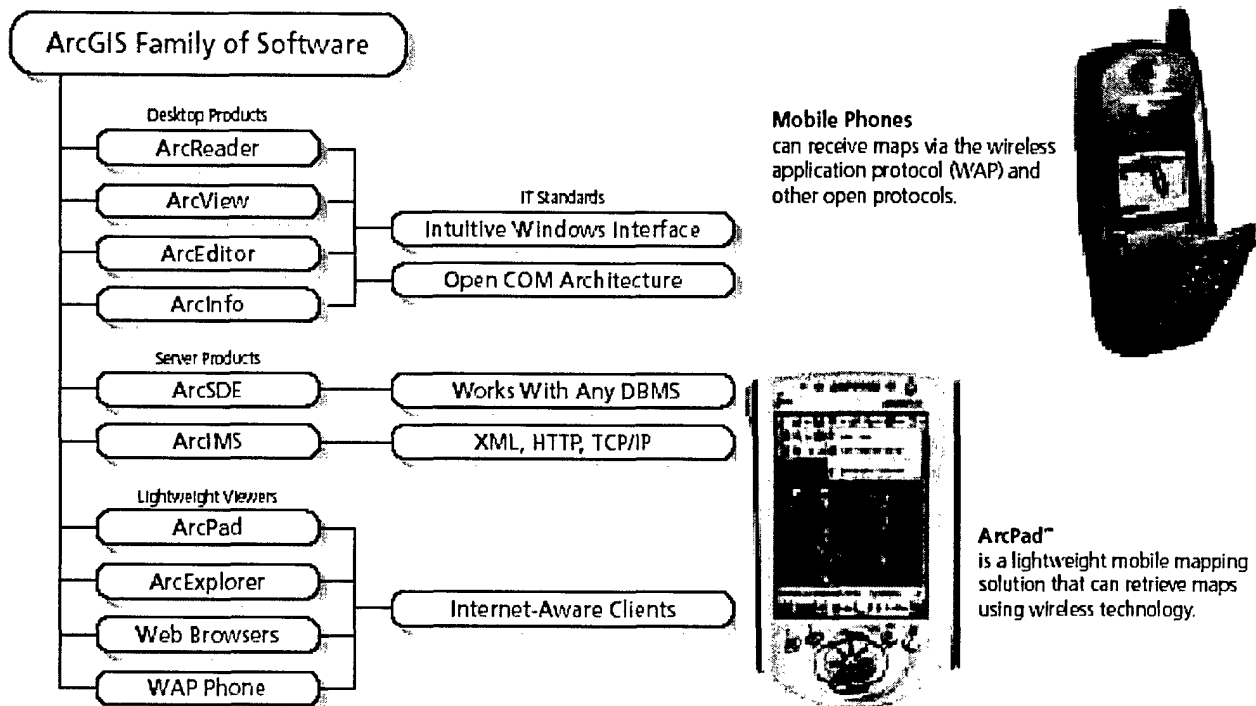 ArcGIS Family of Software
Desktop Products
ArcReader
ArcView
ArcEditor
ArcInfo
IT Standards
Intuitive Windows Interface
Open COM Architecture
Server Products
ArcSDE
Works With Any DBMS
ArcIMS
XML, HTTP, TCP/IP
Lightweight Viewers
ArcPad
ArcExplorer
Web Browsers
WAP Phone
Internet-Aware Clients
Mobile Phones
can receive maps via the wireless
application protocol (WAP) and
other open protocols.
ArcPad™
is a lightweight mobile mapping
solution that can retrieve maps
using wireless technology.